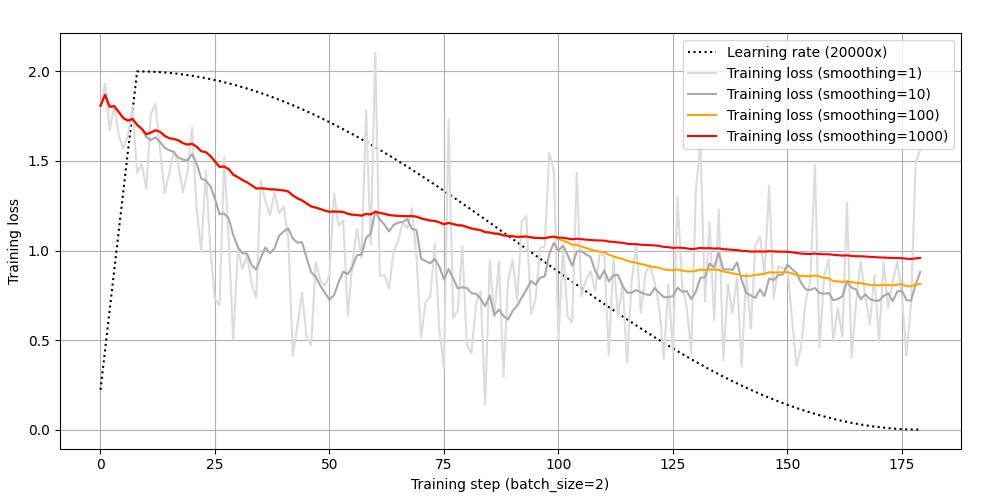 Learning rate (20000x)
Training loss (smoothing=1)
Training loss (smoothing=10)
Training loss (smoothing=100)
Training loss (smoothing=1000)
Training loss
2.0
1.5
1.0
0.5
0.0
0 25 50 75 100 125 150 175
Training step (batch_size=2)